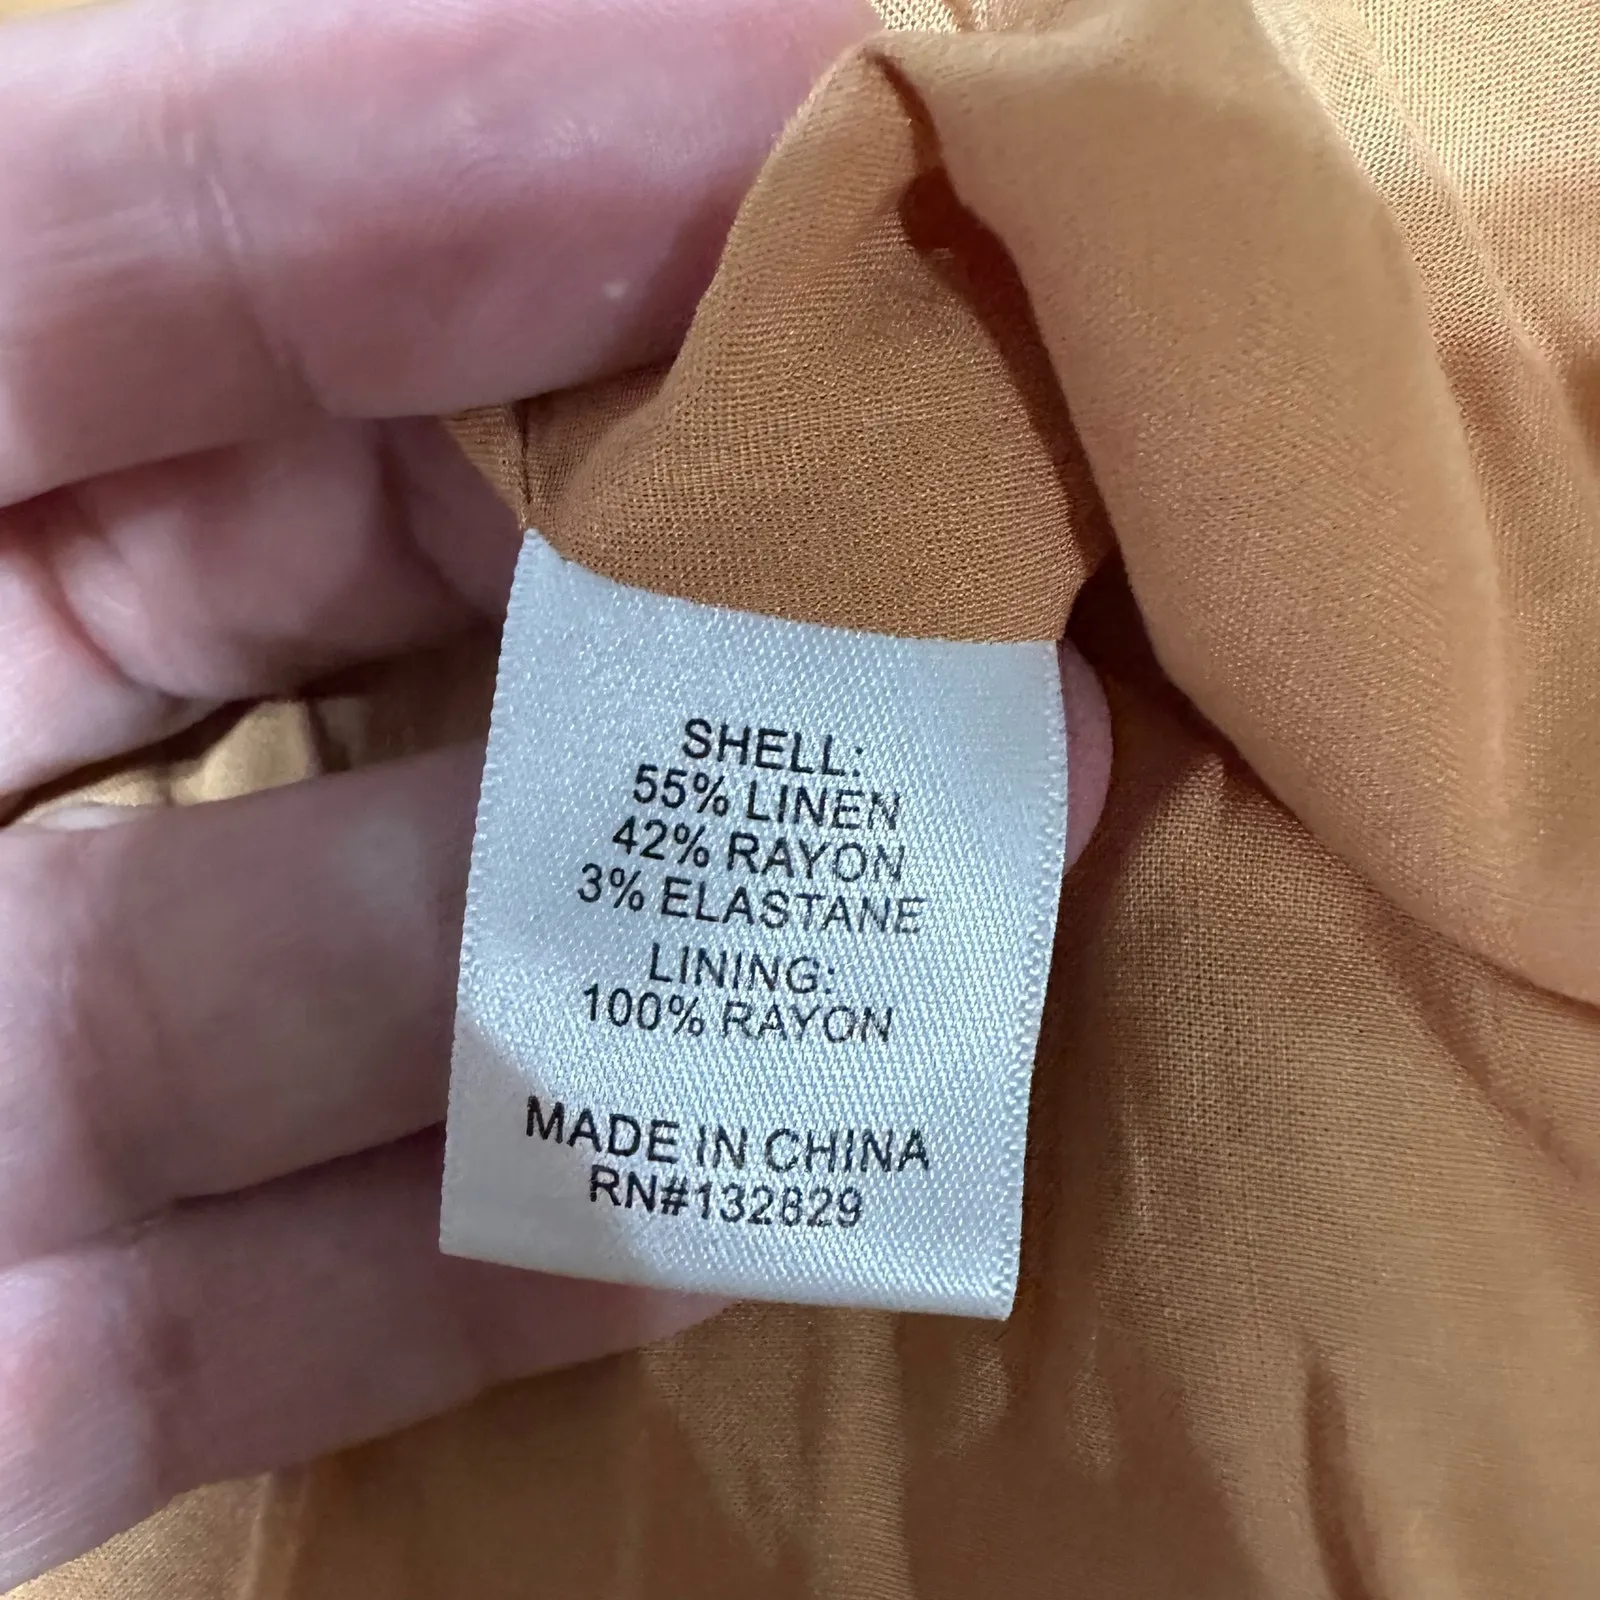 SHELL:
55% LINEN
42% RAYON
3% ELASTANE
LINING:
100% RAYON
MADE IN CHINA
RN#132829